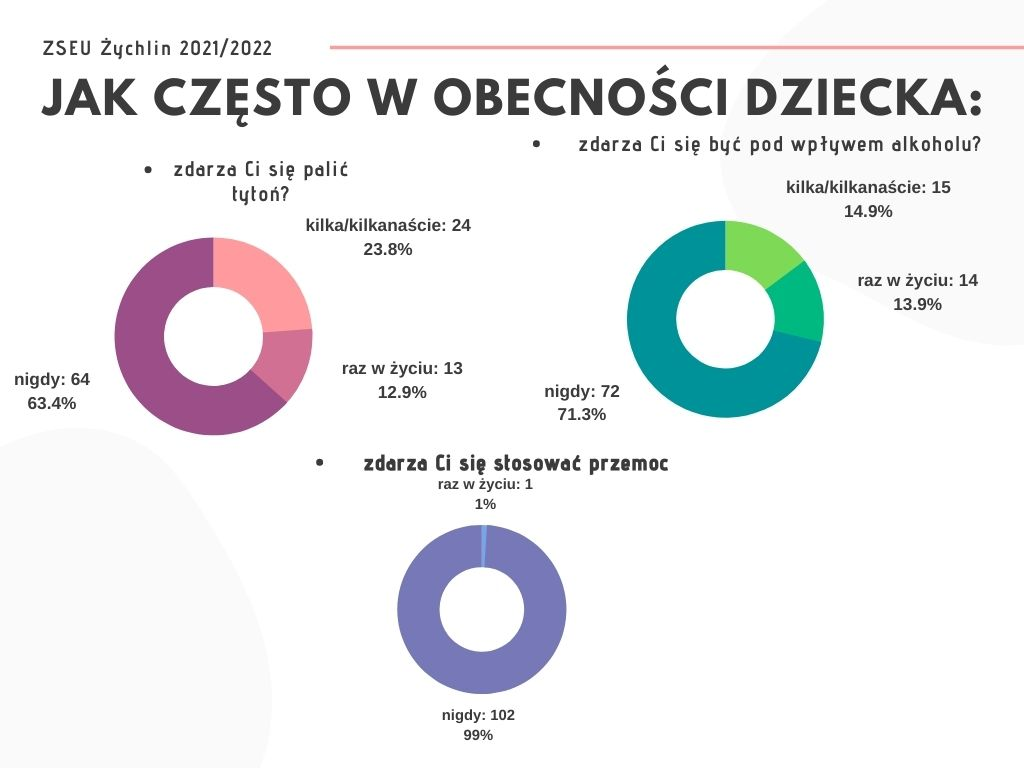 ZSEU Żychlin 2021/2022
JAK CZĘSTO W OBECNOŚCI DZIECKA:
• zdarza Ci się palić
tytoń?
kilka/kilkanaście: 24
23.8%
raz w życiu: 13
12.9%
nigdy: 64
63.4%
• zdarza Ci się być pod wpływem alkoholu?
kilka/kilkanaście: 15
14.9%
raz w życiu: 14
13.9%
nigdy: 72
71.3%
• zdarza Ci się stosować przemoc
raz w życiu: 1
1%
nigdy: 102
99%